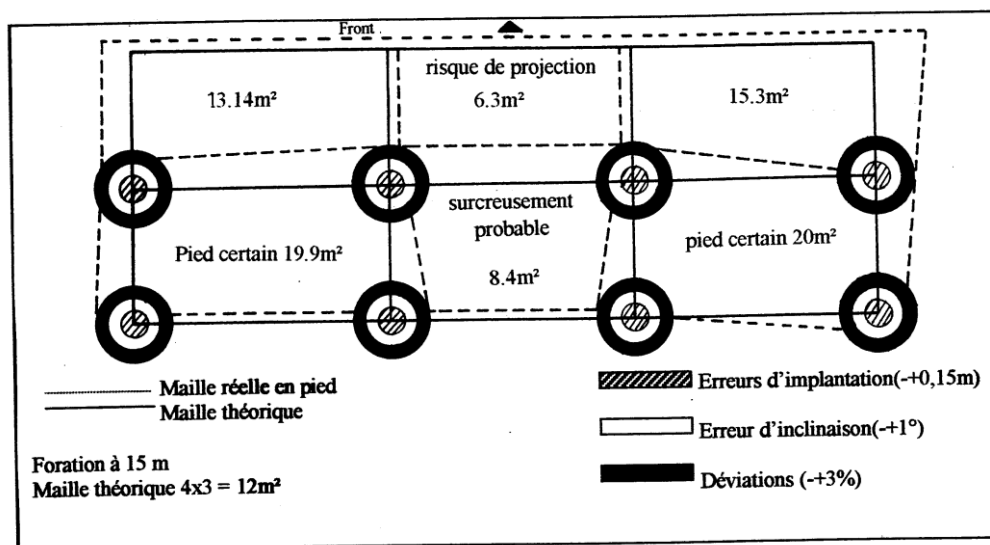 Front
risque de projection
13.14m²
6.3m²
15.3m²
surcreusement
probable
Pied certain 19.9m²
pied certain 20m²
8.4m²
Maille réelle en pied
Maille théorique
Erreurs d'implantation(-+0,15m)
Erreur d'inclinaison(-+1°)
Déviations (-+3%)
Foration à 15 m
Maille théorique 4x3 = 12m²